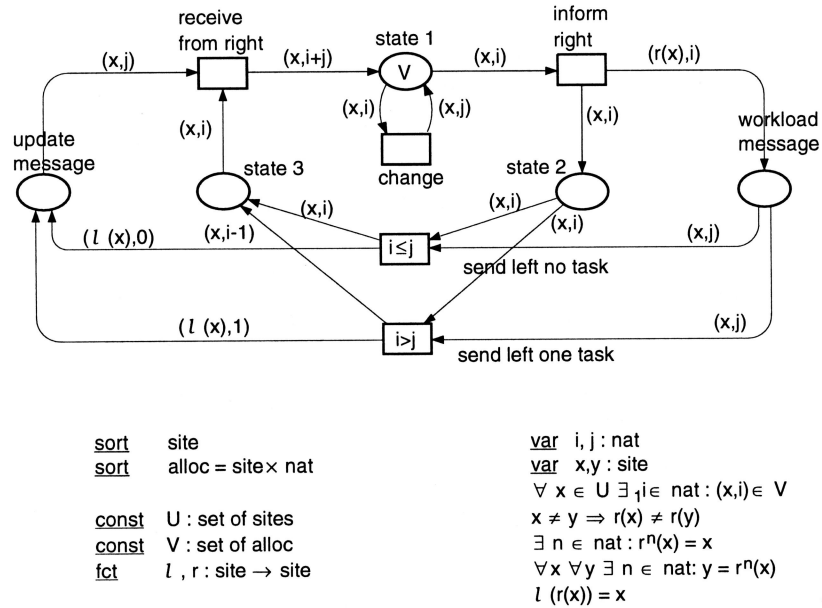 receive
from right
state 1
inform
right
(x,j)
(x,i+j)
V
(x,i)
(r(x),i)
(x,i)
(x,j)
(x,i)
(x,i)
update
message
workload
message
change
state 3
state 2
(x,i)
(x,i)
(x,i)
(l (x),0)
(x,i-1)
i≤j
(x,j)
send left no task
(l (x),1)
i>j
(x,j)
send left one task
sort site
sort alloc = site× nat
const U : set of sites
const V : set of alloc
fct l , r : site → site
var i, j : nat
var x,y : site
∀ x ∈ U ∃ ₁i∈ nat : (x,i)∈ V
x ≠ y ⇒ r(x) ≠ r(y)
∃ n ∈ nat : rⁿ(x) = x
∀x ∀y ∃ n ∈ nat: y = rⁿ(x)
l (r(x)) = x